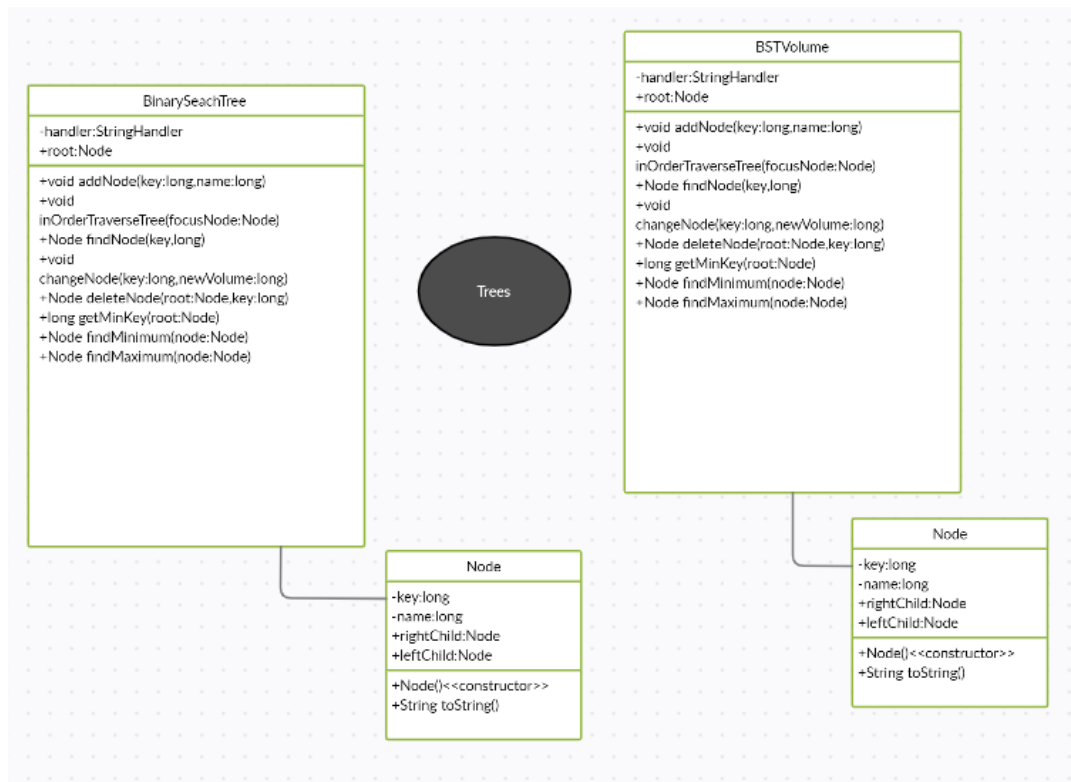 BinarySeachTree
-handler:StringHandler
+root:Node
+void addNode(key:long,name:long)
+void
inOrderTraverseTree(focusNode:Node)
+Node findNode(key,long)
+void
changeNode(key:long,newVolume:long)
+Node deleteNode(root:Node,key:long)
+long getMinKey(root:Node)
+Node findMinimum(node:Node)
+Node findMaximum(node:Node)
Node
-key:long
-name:long
+rightChild:Node
+leftChild:Node
+Node()<<constructor>>
+String toString()
Trees
BSTVolume
-handler:StringHandler
+root:Node
+void addNode(key:long,name:long)
+void
inOrderTraverseTree(focusNode:Node)
+Node findNode(key,long)
+void
changeNode(key:long,newVolume:long)
+Node deleteNode(root:Node,key:long)
+long getMinKey(root:Node)
+Node findMinimum(node:Node)
+Node findMaximum(node:Node)
Node
-key:long
-name:long
+rightChild:Node
+leftChild:Node
+Node()<<constructor>>
+String toString()